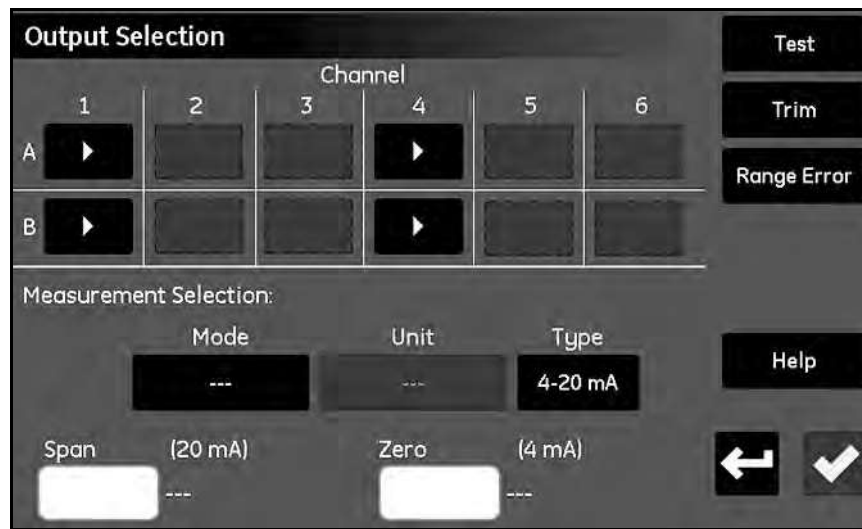 Output Selection
Channel
1 2 3 4 5 6
A
B
Measurement Selection:
Mode Unit Type
--- --- 4-20 mA
Span (20 mA) Zero (4 mA)
--- ---
Test
Trim
Range Error
Help